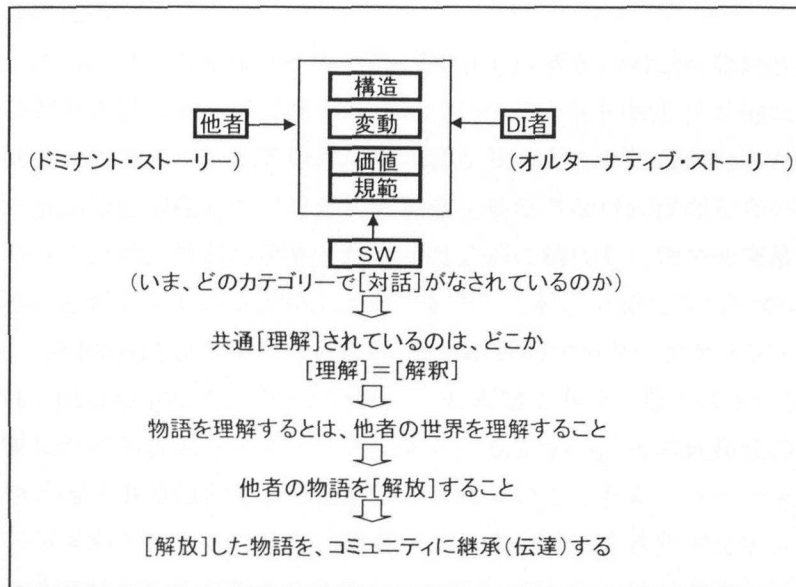 構造
他者
変動
DI者
(ドミナント・ストーリー)
価値
(オルターナティブ・ストーリー)
規範
SW
(いま、どのカテゴリーで[対話]がなされているのか)
共通[理解]されているのは、どこか
[理解]=[解釈]
物語を理解するとは、他者の世界を理解すること
他者の物語を[解放]すること
[解放]した物語を、コミュニティに継承(伝達)する